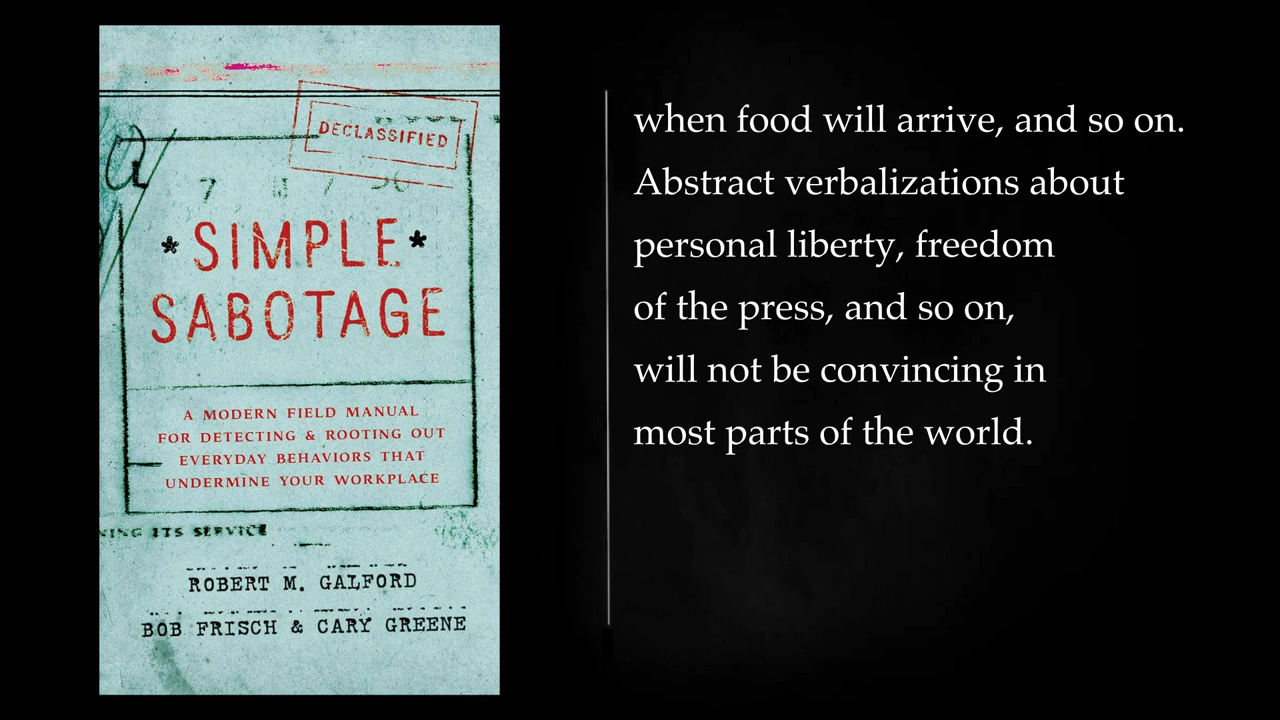 DECLASSIFIED
*SIMPLE*
SABOTAGE
A MODERN FIELD MANUAL
FOR DETECTING & ROOTING OUT
EVERYDAY BEHAVIORS THAT
UNDERMINE YOUR WORKPLACE
ITS SERVICE
ROBERT M. GALFORD
BOB FRISCH & CARY GREENE
when food will arrive, and so on.
Abstract verbalizations about
personal liberty, freedom
of the press, and so on,
will not be convincing in
most parts of the world.